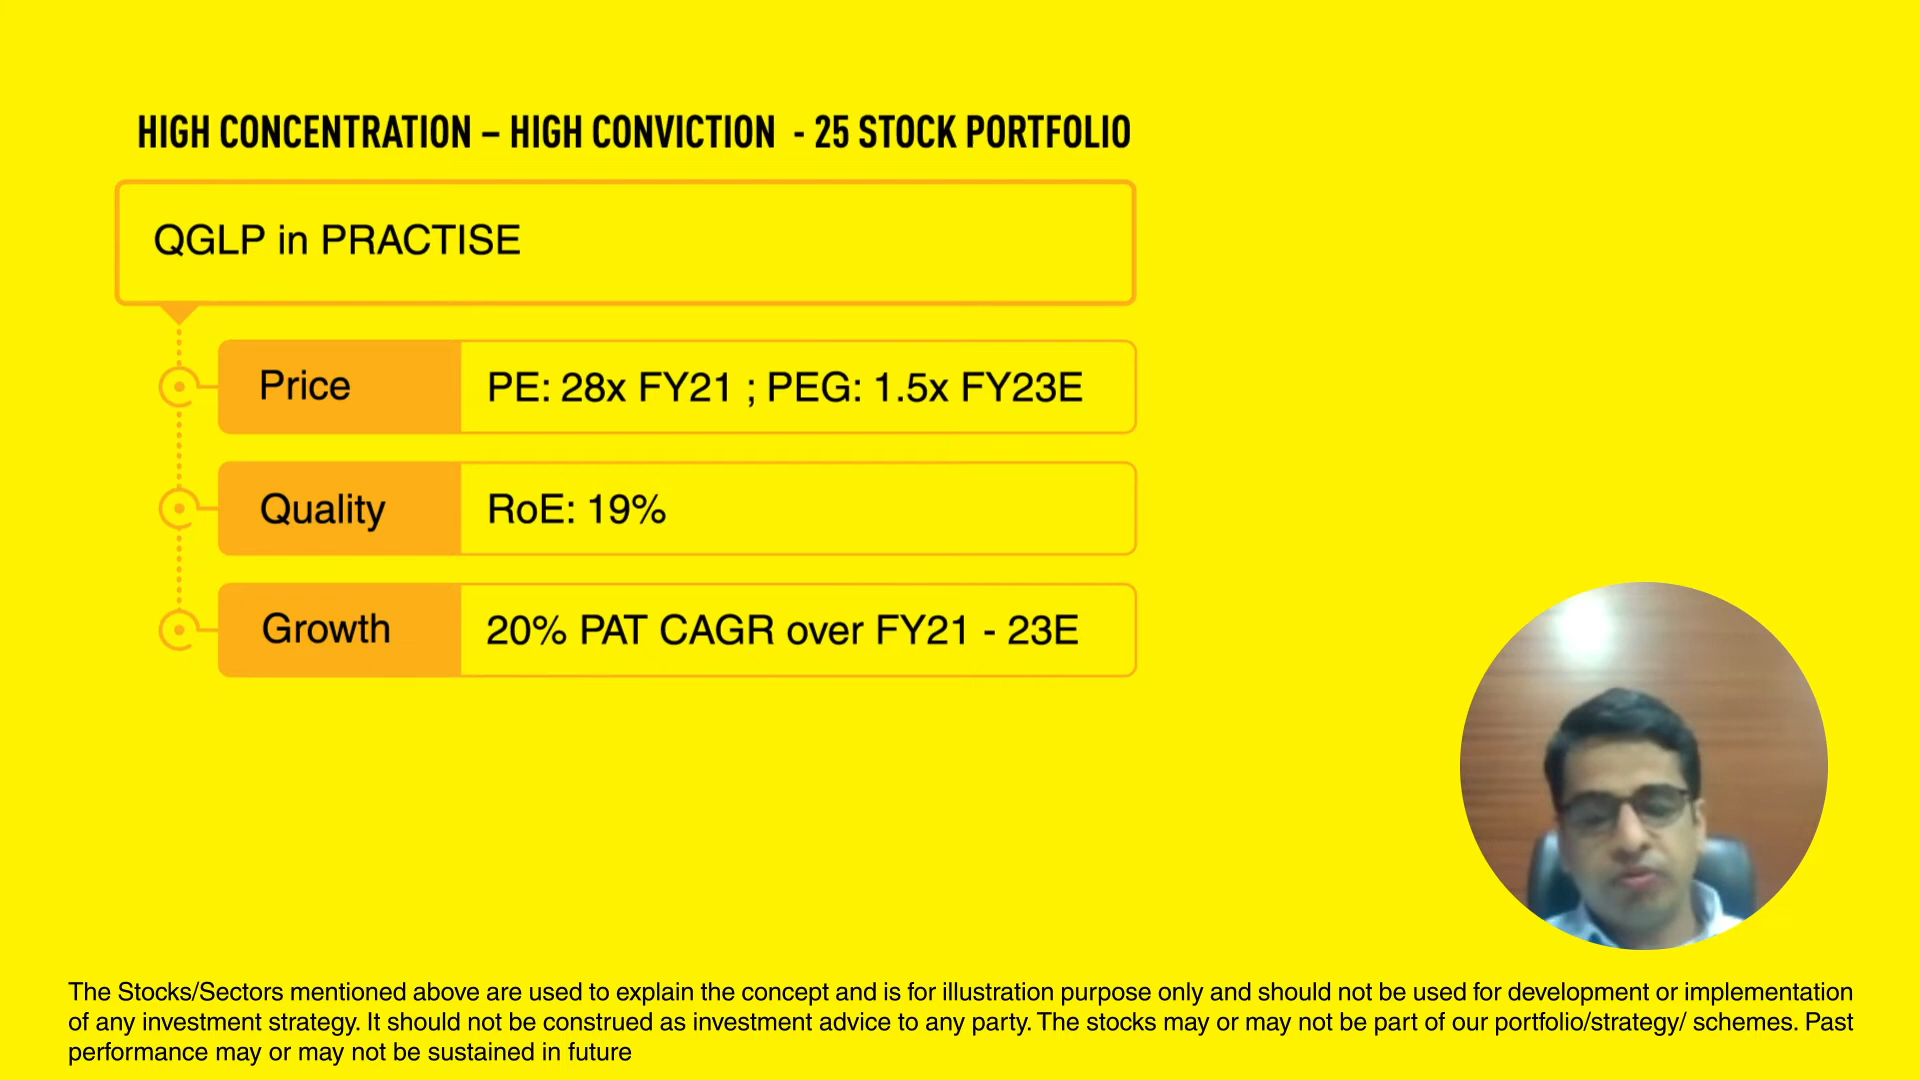 HIGH CONCENTRATION – HIGH CONVICTION - 25 STOCK PORTFOLIO
QGLP in PRACTISE
Price PE: 28x FY21 ; PEG: 1.5x FY23E
Quality RoE: 19%
Growth 20% PAT CAGR over FY21 - 23E
The Stocks/Sectors mentioned above are used to explain the concept and is for illustration purpose only and should not be used for development or implementation
of any investment strategy. It should not be construed as investment advice to any party. The stocks may or may not be part of our portfolio/strategy/ schemes. Past
performance may or may not be sustained in future